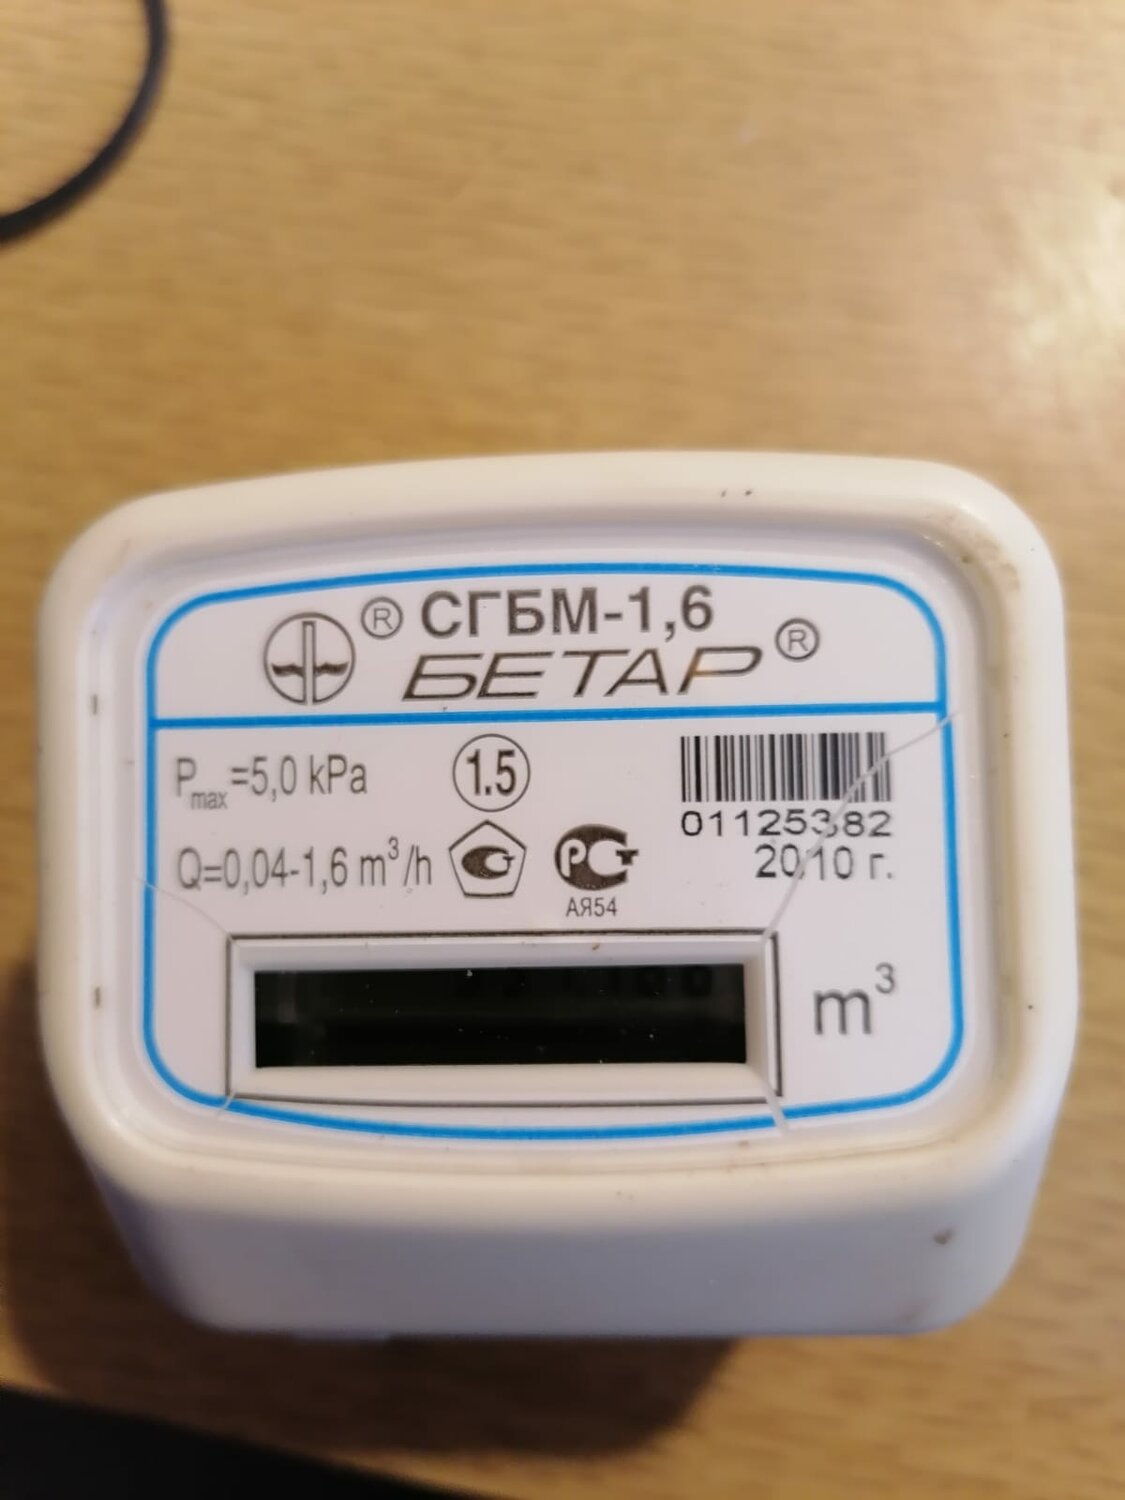 ® СГБМ-1,6
БЕТАР ®
Pmax=5,0 kPa
1.5
01125382
Q=0,04-1,6 m³/h
РСТ
АЯ54
2010 г.
m³